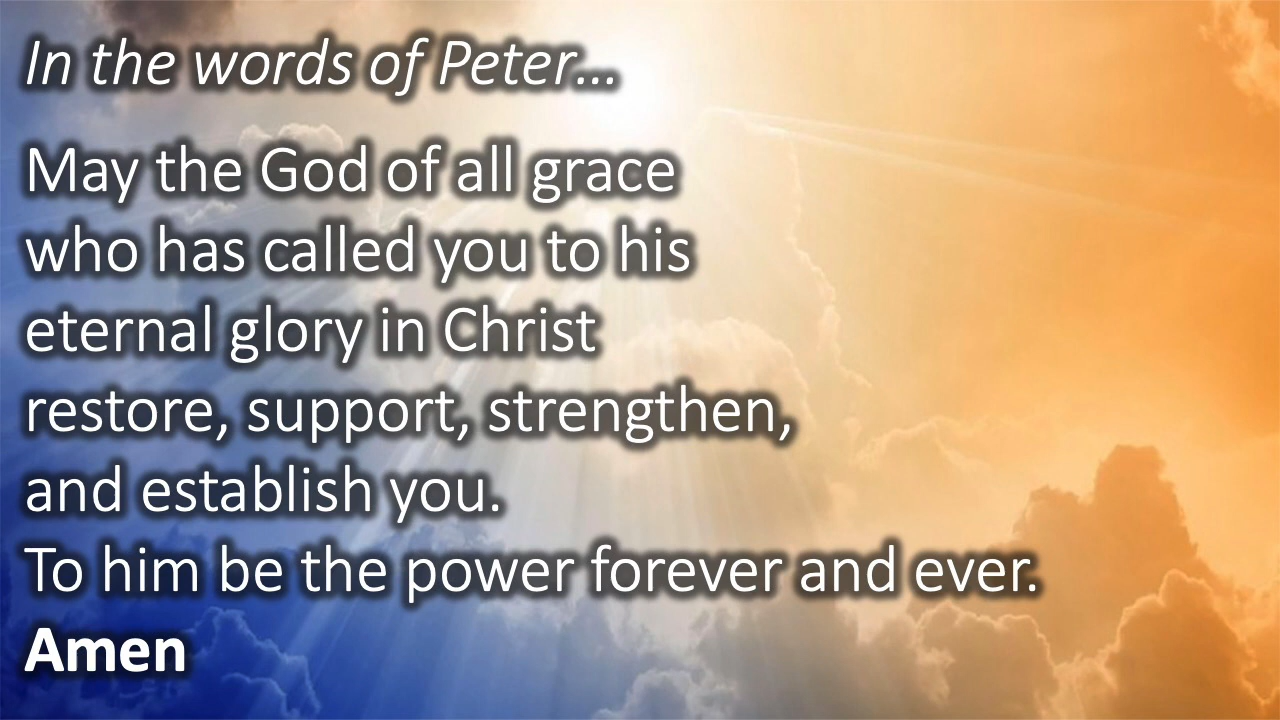 In the words of Peter...
May the God of all grace
who has called you to his
eternal glory in Christ
restore, support, strengthen,
and establish you.
To him be the power forever and ever.
Amen